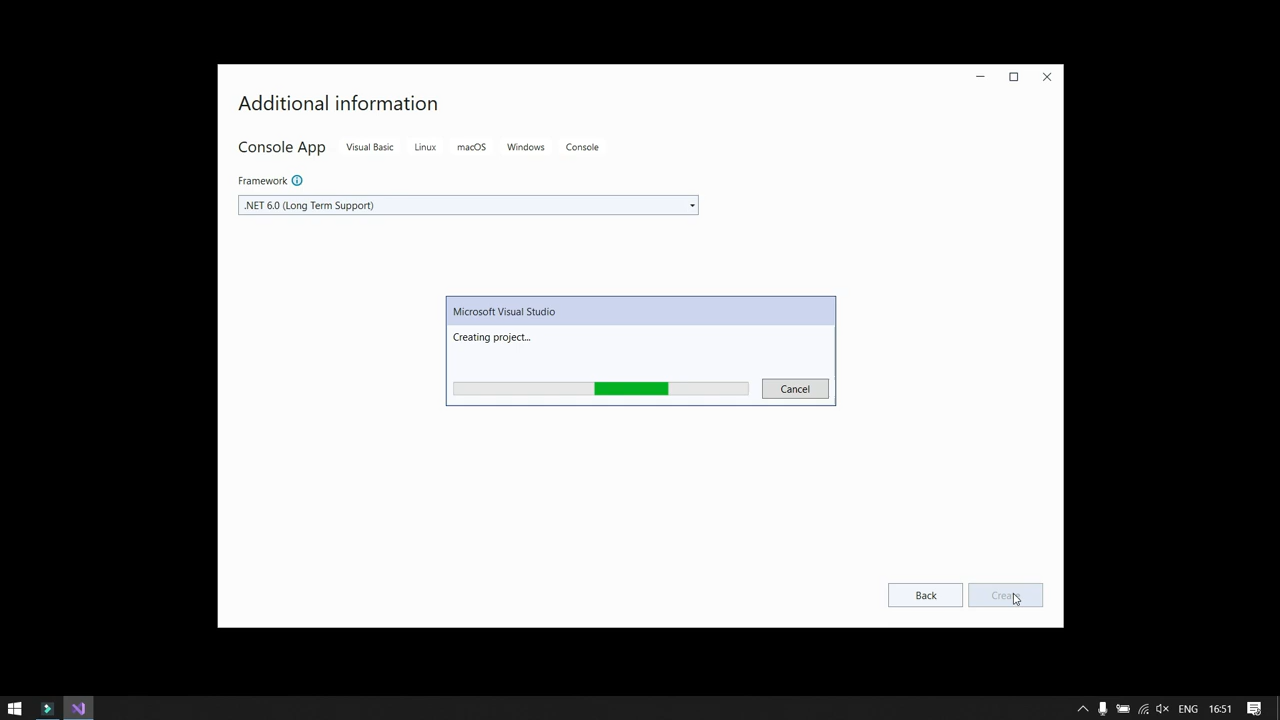 Additional information
Console App Visual Basic Linux macOS Windows Console
Framework
.NET 6.0 (Long Term Support)
Microsoft Visual Studio
Creating project...
Cancel
Back Create
ENG 16:51